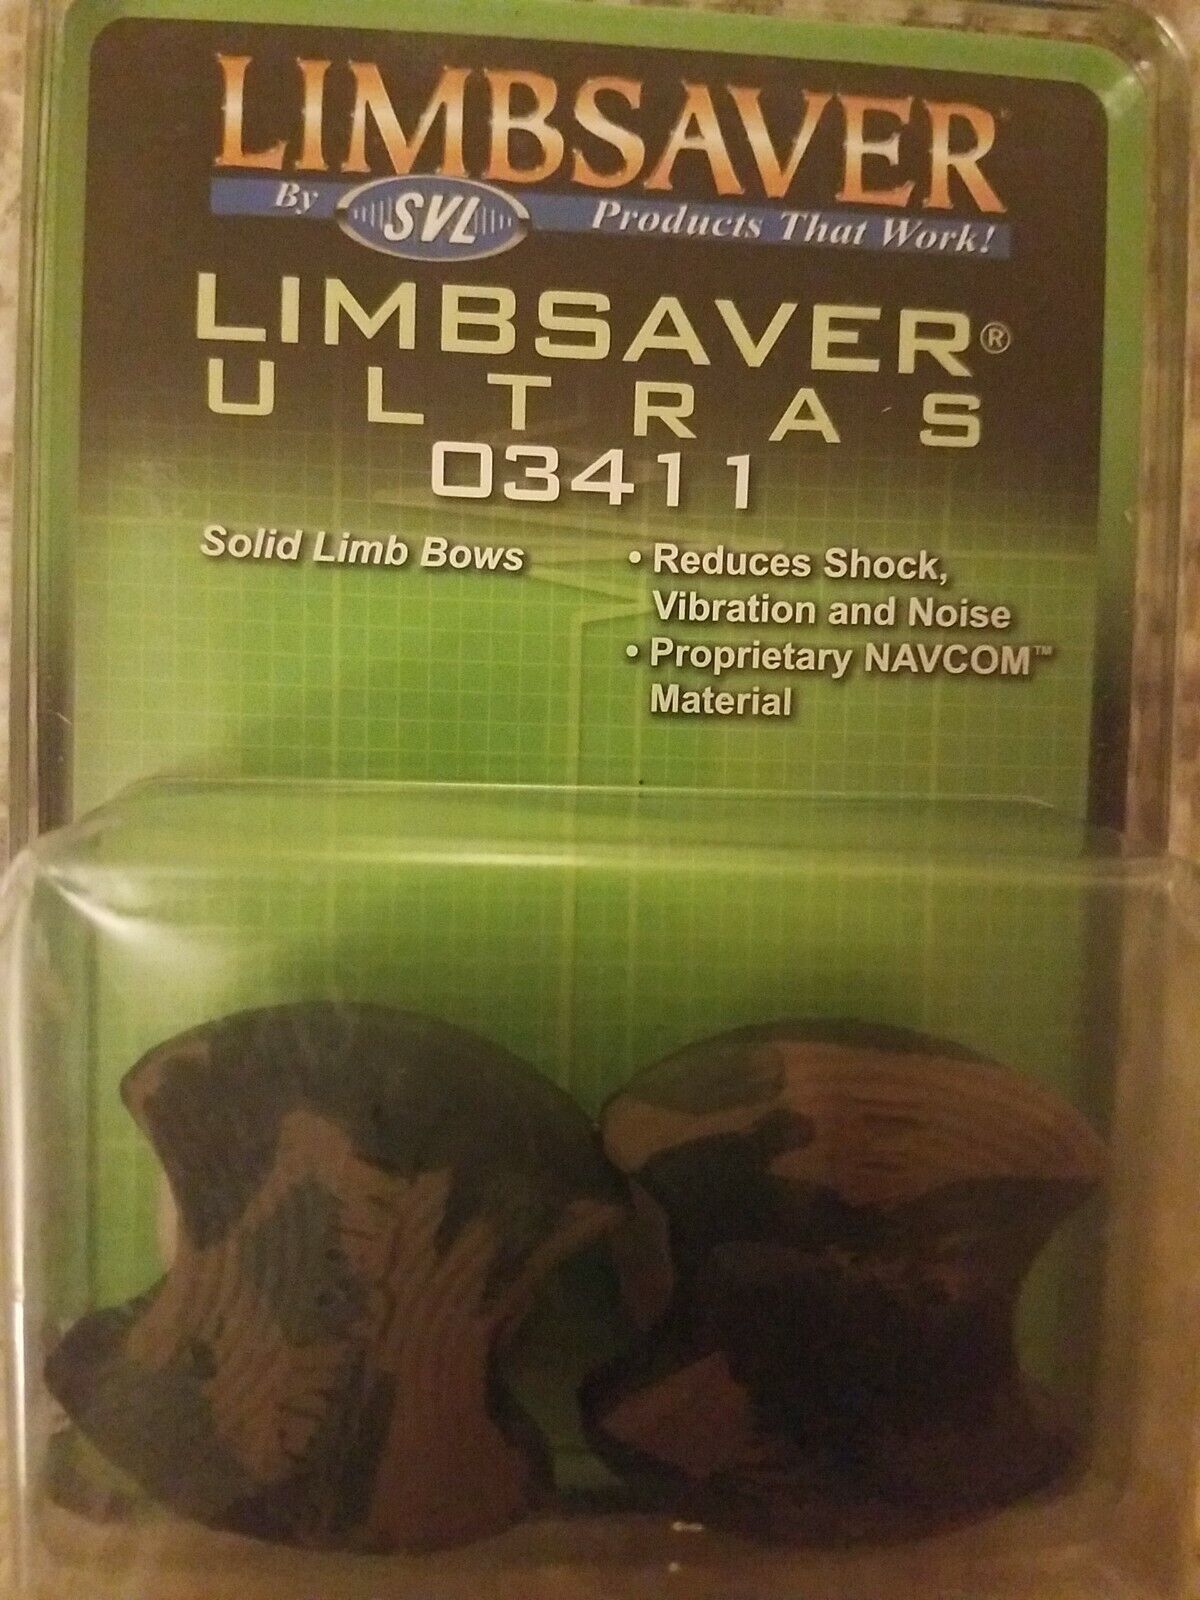 LIMBSAVER
By SVL Products That Work!
LIMBSAVER®
ULTRAS
03411
Solid Limb Bows
• Reduces Shock,
Vibration and Noise
• Proprietary NAVCOM™
Material